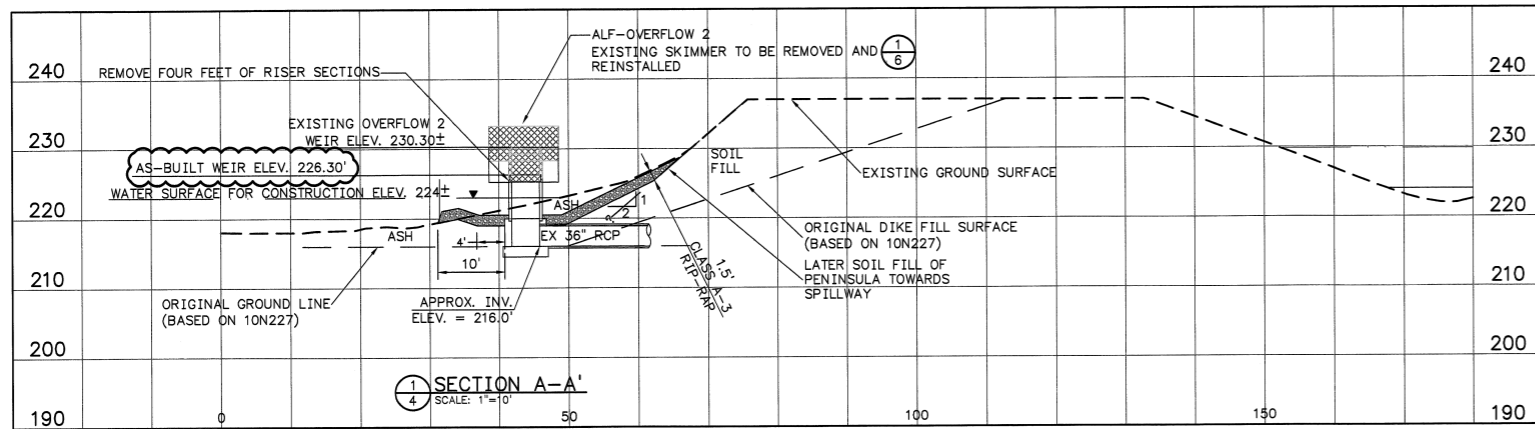 ALF-OVERFLOW 2
EXISTING SKIMMER TO BE REMOVED AND
REINSTALLED
1
6
REMOVE FOUR FEET OF RISER SECTIONS
EXISTING OVERFLOW 2
WEIR ELEV. 230.30±
AS-BUILT WEIR ELEV. 226.30'
WATER SURFACE FOR CONSTRUCTION ELEV. 224±
240
230
220
210
200
190
240
230
220
210
200
190
SOIL
FILL
EXISTING GROUND SURFACE
ASH
1
2
?
ASH
4'
EX 36" RCP
10'
ORIGINAL DIKE FILL SURFACE
(BASED ON 10N227)
LATER SOIL FILL OF
PENINSULA TOWARDS
SPILLWAY
1.5'
CLASS A-3
RIP-RAP
ORIGINAL GROUND LINE
(BASED ON 10N227)
APPROX. INV.
ELEV. = 216.0'
1
4
SECTION A-A'
SCALE: 1"=10'
0
50
100
150